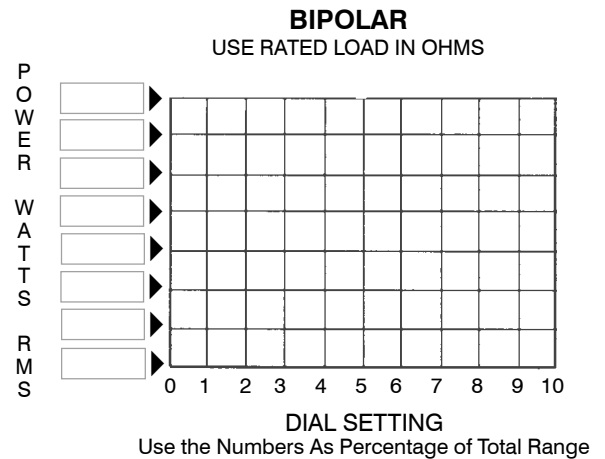 BIPOLAR
USE RATED LOAD IN OHMS
POWER WATTS RMS
0 1 2 3 4 5 6 7 8 9 10
DIAL SETTING
Use the Numbers As Percentage of Total Range